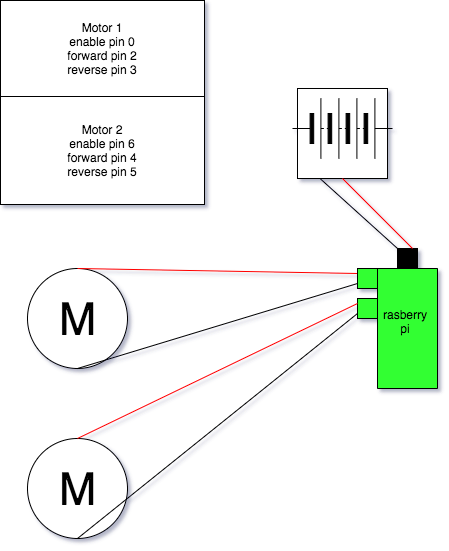 Motor 1
enable pin 0
forward pin 2
reverse pin 3
Motor 2
enable pin 6
forward pin 4
reverse pin 5
M
rasberry
pi
M